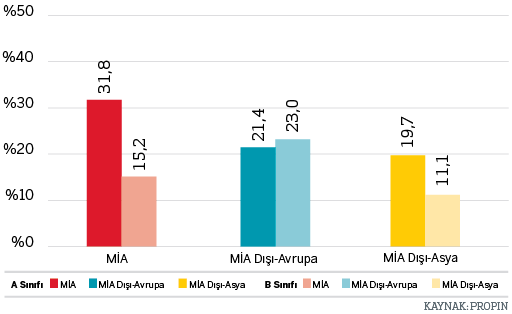 %50
%40
%30
%20
%10
%0
31,8
15,2
21,4
23,0
19,7
11,1
MİA
MİA Dışı-Avrupa
MİA Dışı-Asya
A Sınıfı MİA MİA Dışı-Avrupa MİA Dışı-Asya B Sınıfı MİA MİA Dışı-Avrupa MİA Dışı-Asya
KAYNAK: PROPIN